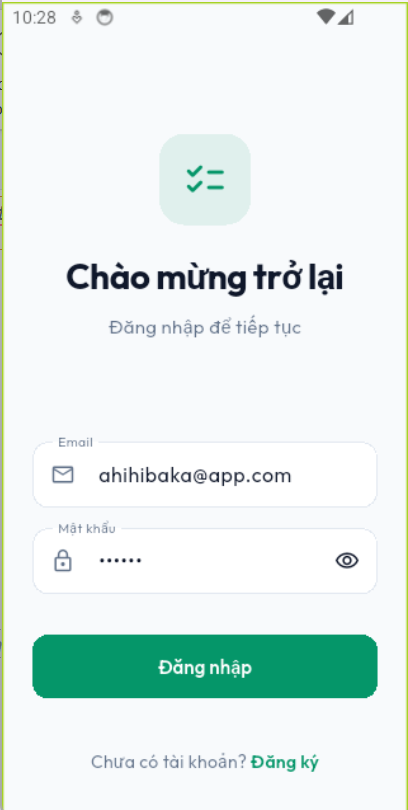 10:28
Chào mừng trở lại
Đăng nhập để tiếp tục
Email
ahihibaka@app.com
Mật khẩu
••••••
Đăng nhập
Chưa có tài khoản? Đăng ký